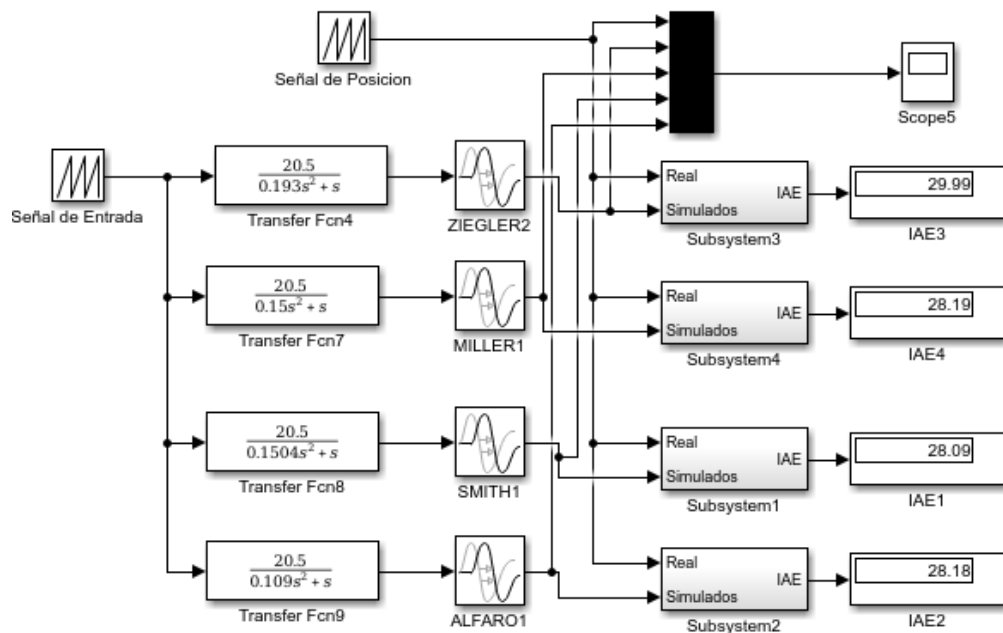 Señal de Posicion
Scope5
Señal de Entrada
20.5
0.193s² + s
Transfer Fcn4
ZIEGLER2
Real
Simulados
IAE
Subsystem3
29.99
IAE3
20.5
0.15s² + s
Transfer Fcn7
MILLER1
Real
Simulados
IAE
Subsystem4
28.19
IAE4
20.5
0.1504s² + s
Transfer Fcn8
SMITH1
Real
Simulados
IAE
Subsystem1
28.09
IAE1
20.5
0.109s² + s
Transfer Fcn9
ALFARO1
Real
Simulados
IAE
Subsystem2
28.18
IAE2